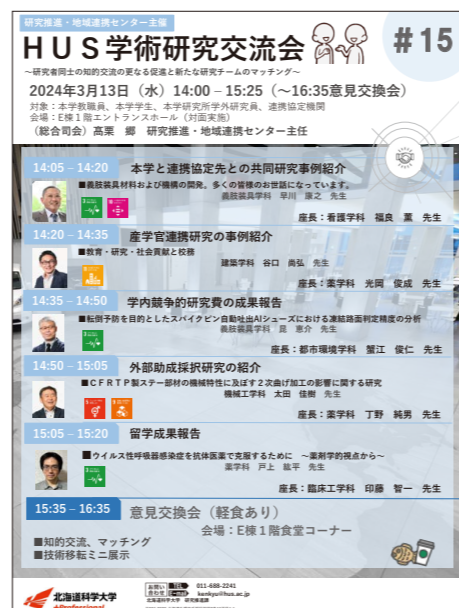 研究推進・地域連携センター主催
HUS学術研究交流会
#15
～研究者同士の知的交流の更なる促進と新たな研究チームのマッチング～
2024年3月13日（水）14:00 – 15:25（～16:35意見交換会）
対象：本学教職員、本学学生、本学研究所学外研究員、連携協定機関
会場：E棟1階エントランスホール（対面実施）
（総合司会）高栗 郷 研究推進・地域連携センター主任
14:05 – 14:20 本学と連携協定先との共同研究事例紹介
■義肢装具材料および機構の開発。多くの皆様のお世話になっています。
義肢装具学科 早川 康之 先生
座長：看護学科 福良 薫 先生
14:20 – 14:35 産学官連携研究の事例紹介
■教育・研究・社会貢献と校務
建築学科 谷口 尚弘 先生
座長：薬学科 光岡 俊成 先生
14:35 – 14:50 学内競争的研究費の成果報告
■転倒予防を目的としたスパイクピン自動吐出AIシューズにおける凍結路面判定精度の分析
義肢装具学科 昆 恵介 先生
座長：都市環境学科 蟹江 俊仁 先生
14:50 – 15:05 外部助成採択研究の紹介
■CFRTP製ステー部材の機械特性に及ぼす2次曲げ加工の影響に関する研究
機械工学科 太田 佳樹 先生
座長：薬学科 丁野 純男 先生
15:05 – 15:20 留学成果報告
■ウイルス性呼吸器感染症を抗体医薬で克服するために ～薬剤学的視点から～
薬学科 戸上 紘平 先生
座長：臨床工学科 印藤 智一 先生
15:35 – 16:35 意見交換会（軽食あり）
会場：E棟1階食堂コーナー
■知的交流、マッチング
■技術移転ミニ展示
北海道科学大学
+Professional
お問い合わせ TEL 011-688-2241
E-mail kenkyu@hus.ac.jp
北海道科学大学 研究推進課